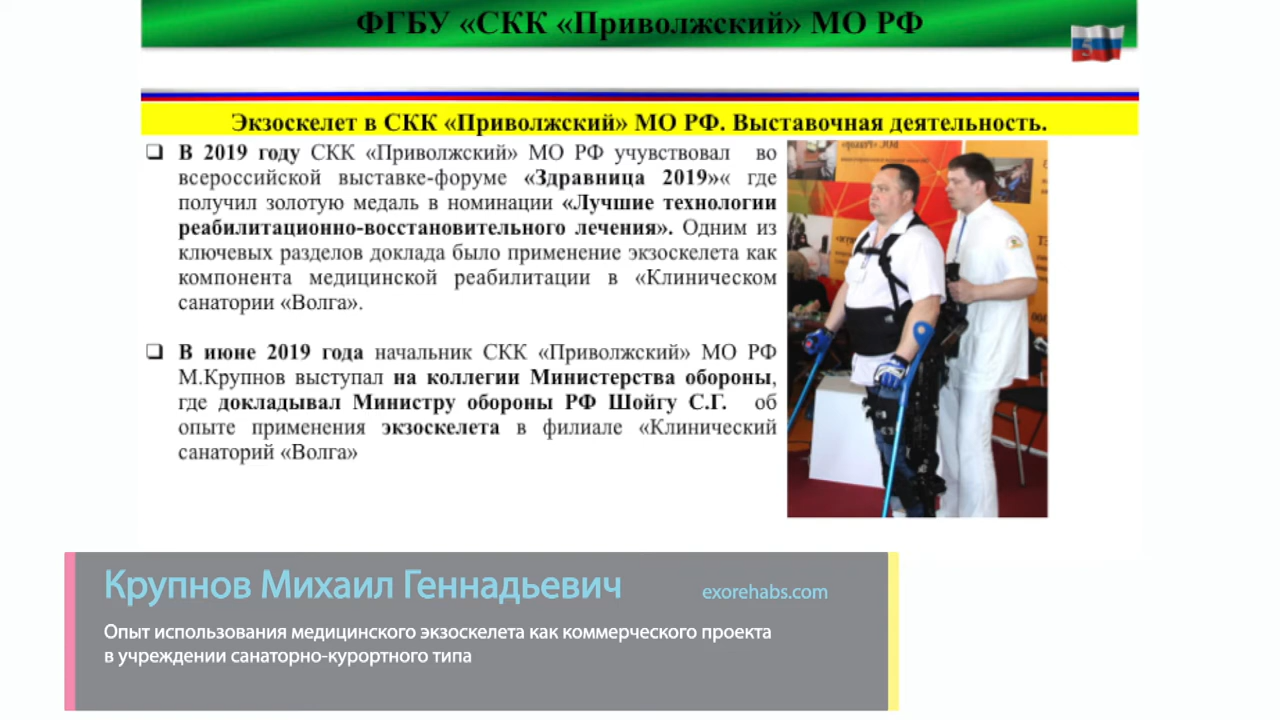 ФГБУ «СКК «Приволжский» МО РФ
5
Экзоскелет в СКК «Приволжский» МО РФ. Выставочная деятельность.
❑ В 2019 году СКК «Приволжский» МО РФ учувствовал во
всероссийской выставке-форуме «Здравница 2019»« где
получил золотую медаль в номинации «Лучшие технологии
реабилитационно-восстановительного лечения». Одним из
ключевых разделов доклада было применение экзоскелета как
компонента медицинской реабилитации в «Клиническом
санатории «Волга».
❑ В июне 2019 года начальник СКК «Приволжский» МО РФ
М.Крупнов выступал на коллегии Министерства обороны,
где докладывал Министру обороны РФ Шойгу С.Г. об
опыте применения экзоскелета в филиале «Клинический
санаторий «Волга»
Крупнов Михаил Геннадьевич
exorehabs.com
Опыт использования медицинского экзоскелета как коммерческого проекта
в учреждении санаторно-курортного типа